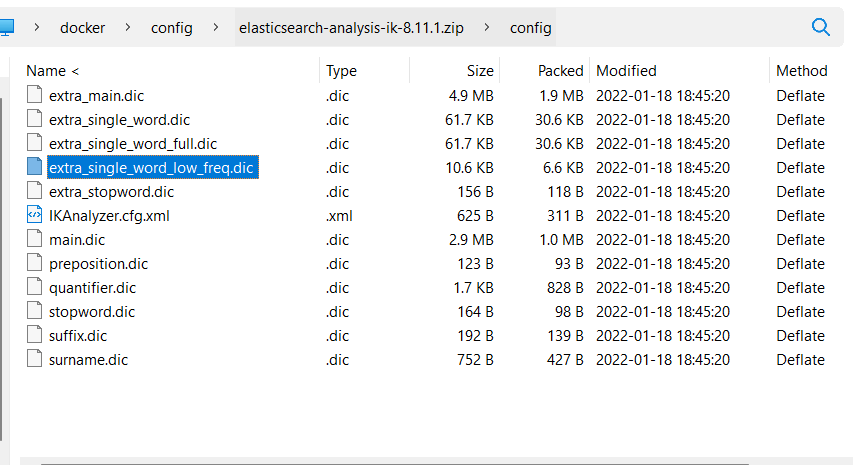 docker > config > elasticsearch-analysis-ik-8.11.1.zip > config
Name < Type Size Packed Modified Method
extra_main.dic .dic 4.9 MB 1.9 MB 2022-01-18 18:45:20 Deflate
extra_single_word.dic .dic 61.7 KB 30.6 KB 2022-01-18 18:45:20 Deflate
extra_single_word_full.dic .dic 61.7 KB 30.6 KB 2022-01-18 18:45:20 Deflate
extra_single_word_low_freq.dic .dic 10.6 KB 6.6 KB 2022-01-18 18:45:20 Deflate
extra_stopword.dic .dic 156 B 118 B 2022-01-18 18:45:20 Deflate
IKAnalyzer.cfg.xml .xml 625 B 311 B 2022-01-18 18:45:20 Deflate
main.dic .dic 2.9 MB 1.0 MB 2022-01-18 18:45:20 Deflate
preposition.dic .dic 123 B 93 B 2022-01-18 18:45:20 Deflate
quantifier.dic .dic 1.7 KB 828 B 2022-01-18 18:45:20 Deflate
stopword.dic .dic 164 B 98 B 2022-01-18 18:45:20 Deflate
suffix.dic .dic 192 B 139 B 2022-01-18 18:45:20 Deflate
surname.dic .dic 752 B 427 B 2022-01-18 18:45:20 Deflate